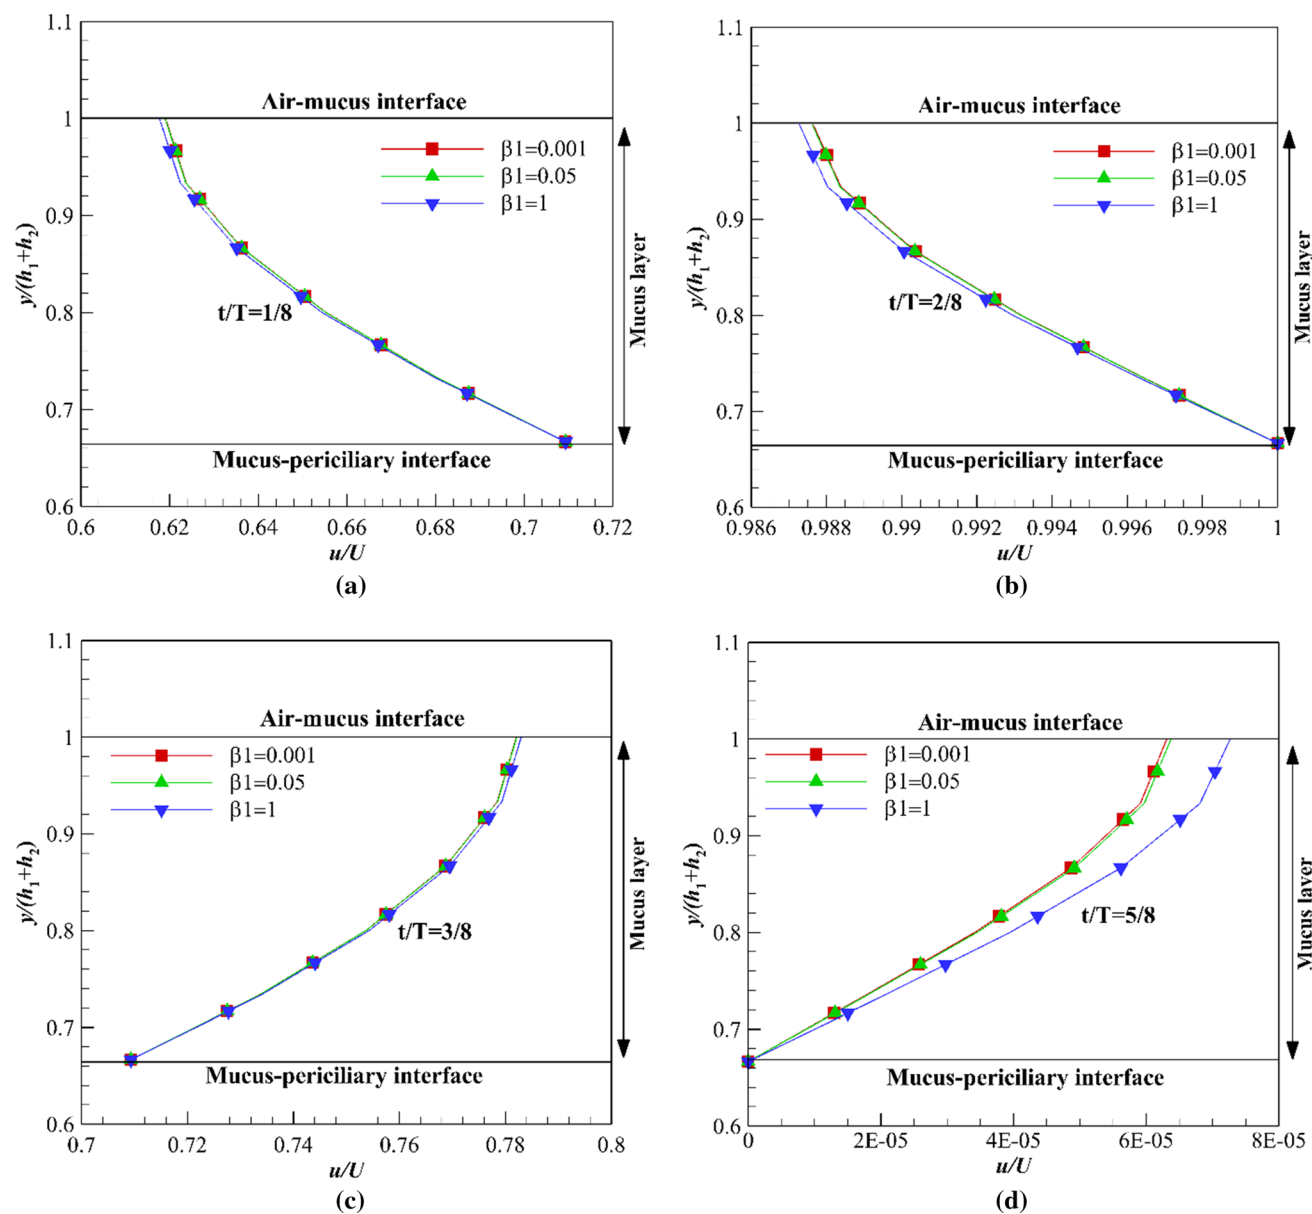 1.1
Air-mucus interface
1
β1=0.001
β1=0.05
β1=1
0.9
y/(h1+h2)
Mucus layer
t/T=1/8
0.8
0.7
Mucus-periciliary interface
0.6
0.6 0.62 0.64 0.66 0.68 0.7 0.72
u/U
(a)
1.1
Air-mucus interface
1
β1=0.001
β1=0.05
β1=1
0.9
y/(h1+h2)
Mucus layer
t/T=2/8
0.8
0.7
Mucus-periciliary interface
0.6
0.986 0.988 0.99 0.992 0.994 0.996 0.998 1
u/U
(b)
1.1
Air-mucus interface
1
β1=0.001
β1=0.05
β1=1
0.9
y/(h1+h2)
Mucus layer
t/T=3/8
0.8
0.7
Mucus-periciliary interface
0.6
0.7 0.72 0.74 0.76 0.78 0.8
u/U
(c)
1.1
Air-mucus interface
1
β1=0.001
β1=0.05
β1=1
0.9
y/(h1+h2)
Mucus layer
t/T=5/8
0.8
0.7
Mucus-periciliary interface
0.6
0 2E-05 4E-05 6E-05 8E-05
u/U
(d)